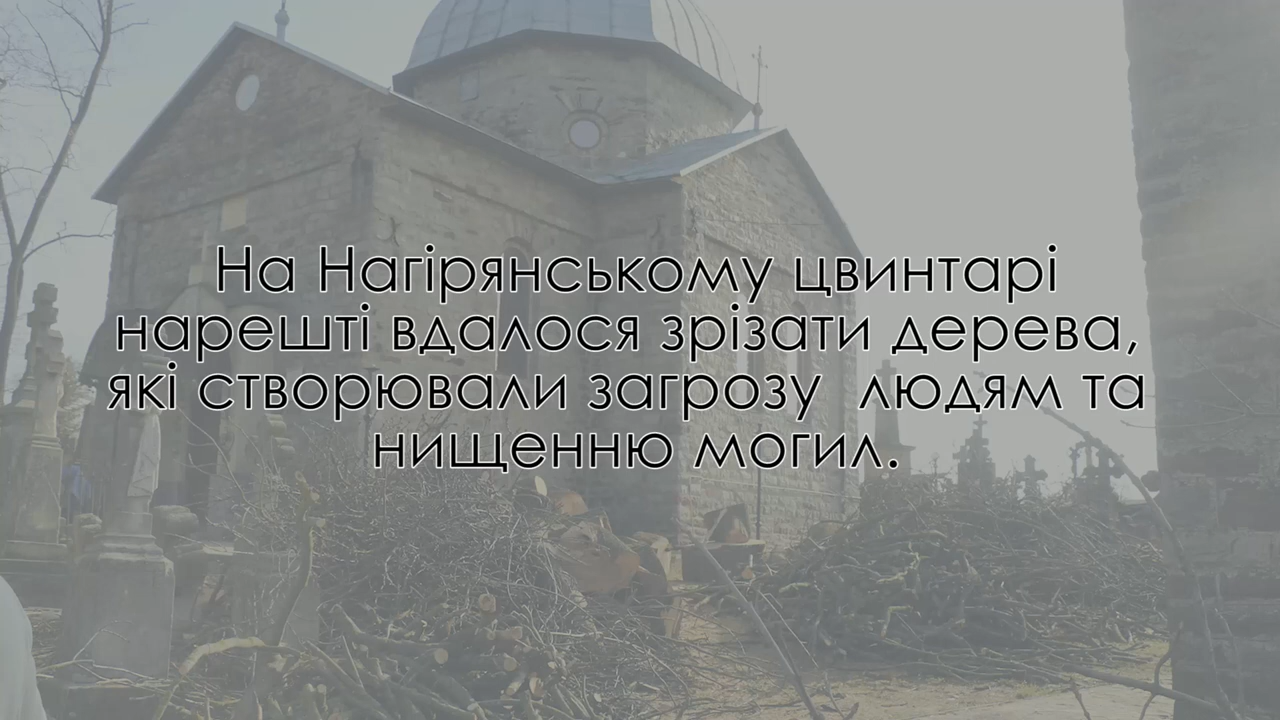 На Нагірянському цвинтарі
нарешті вдалося зрізати дерева,
які створювали загрозу  людям та
нищенню могил.